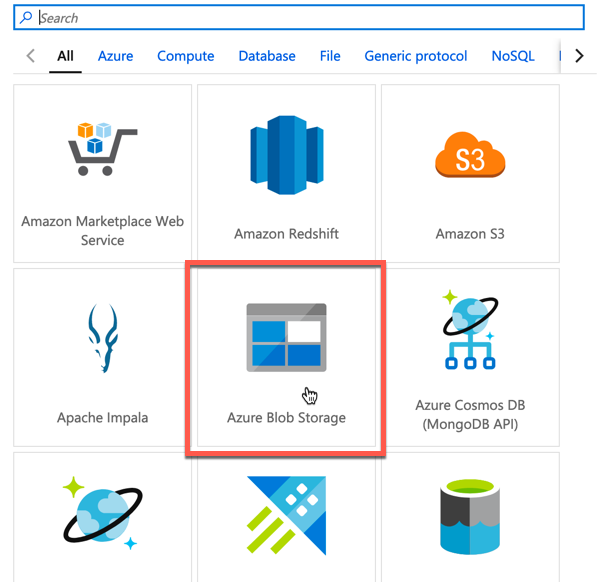 Search
All Azure Compute Database File Generic protocol NoSQL
S3
Amazon Marketplace Web
Service
Amazon Redshift
Amazon S3
Apache Impala
Azure Blob Storage
Azure Cosmos DB
(MongoDB API)